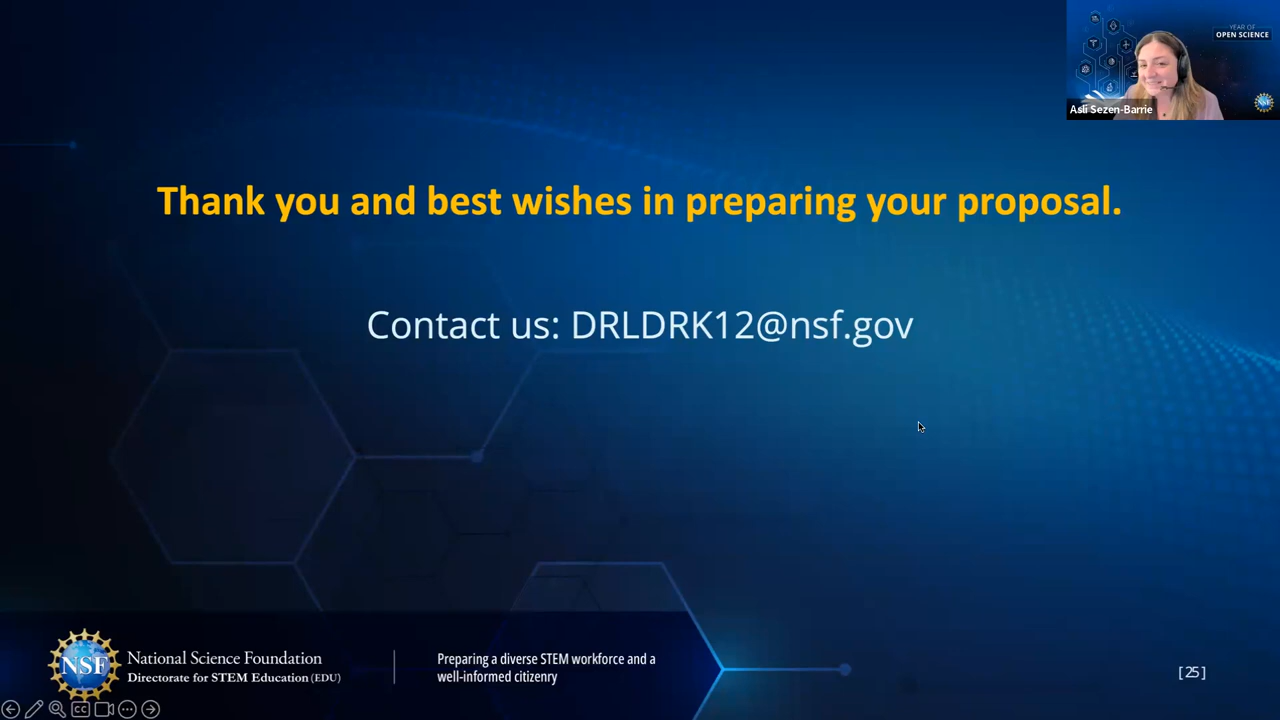 YEAR OF
OPEN SCIENCE
NSF
Asli Sezen-Barrie
Thank you and best wishes in preparing your proposal.
Contact us: DRLDRK12@nsf.gov
NSF
National Science Foundation
Directorate for STEM Education (EDU)
Preparing a diverse STEM workforce and a
well-informed citizenry
[25]
CC